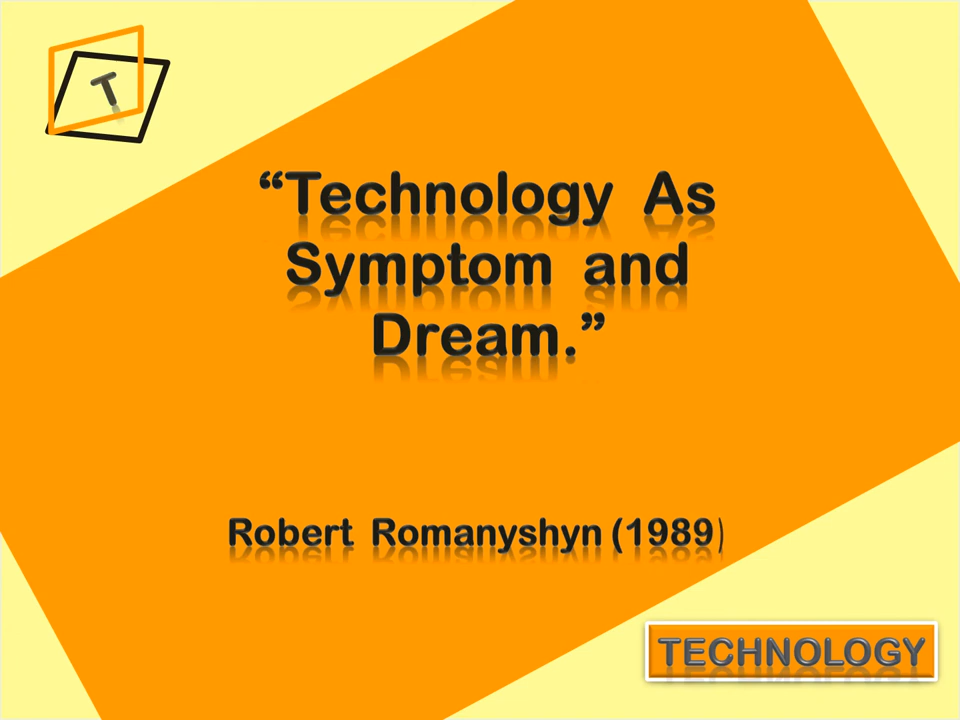 T
“Technology As
Symptom and
Dream.”
Robert Romanyshyn (1989)
TECHNOLOGY